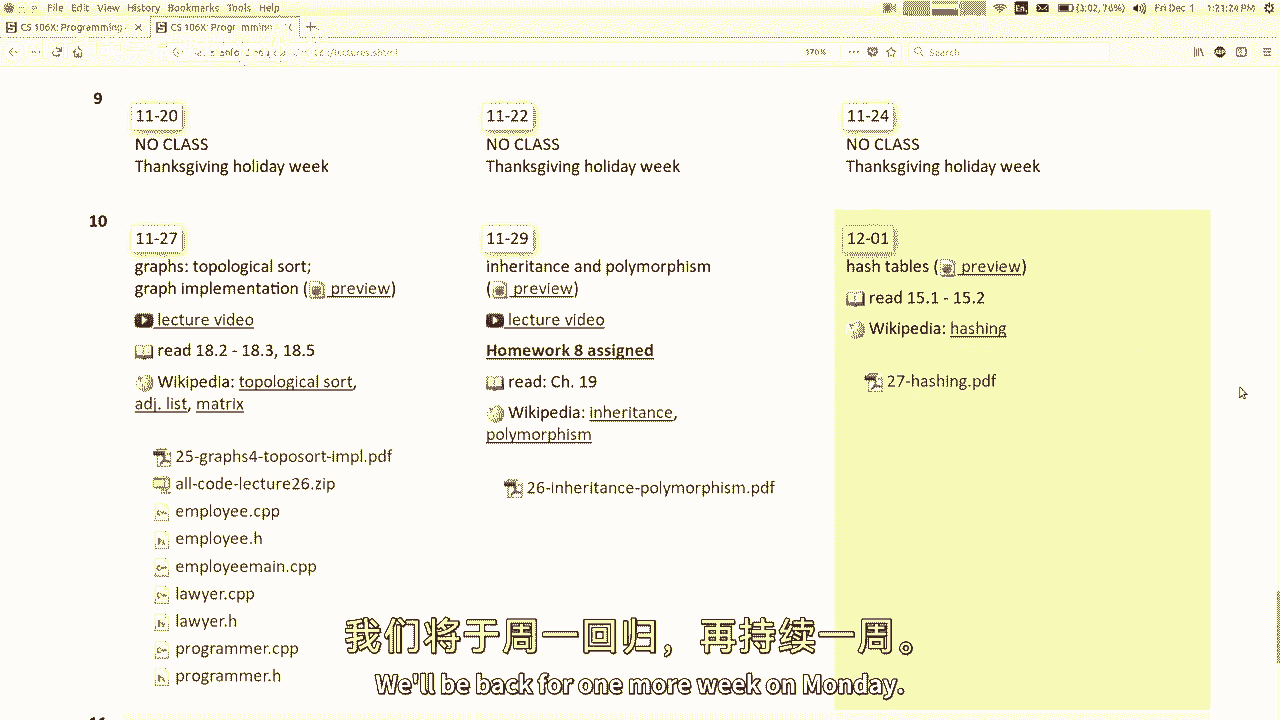 File Edit View History Bookmarks Tools Help
En
(3:02, 76%)
Fri Dec 1 1:21:24 PM
CS 106X: Programming
CS 106X: Programming
170%
Search
9
11-20
NO CLASS
Thanksgiving holiday week
11-22
NO CLASS
Thanksgiving holiday week
11-24
NO CLASS
Thanksgiving holiday week
10
11-27
graphs: topological sort;
graph implementation ( preview)
lecture video
read 18.2 - 18.3, 18.5
Wikipedia: topological sort,
adj. list, matrix
25-graphs4-toposort-impl.pdf
all-code-lecture26.zip
employee.cpp
employee.h
employeemain.cpp
lawyer.cpp
lawyer.h
programmer.cpp
programmer.h
11-29
inheritance and polymorphism
( preview)
lecture video
Homework 8 assigned
read: Ch. 19
Wikipedia: inheritance,
polymorphism
26-inheritance-polymorphism.pdf
12-01
hash tables ( preview)
read 15.1 - 15.2
Wikipedia: hashing
27-hashing.pdf
我们将于周一回归，再持续一周。
We'll be back for one more week on Monday.